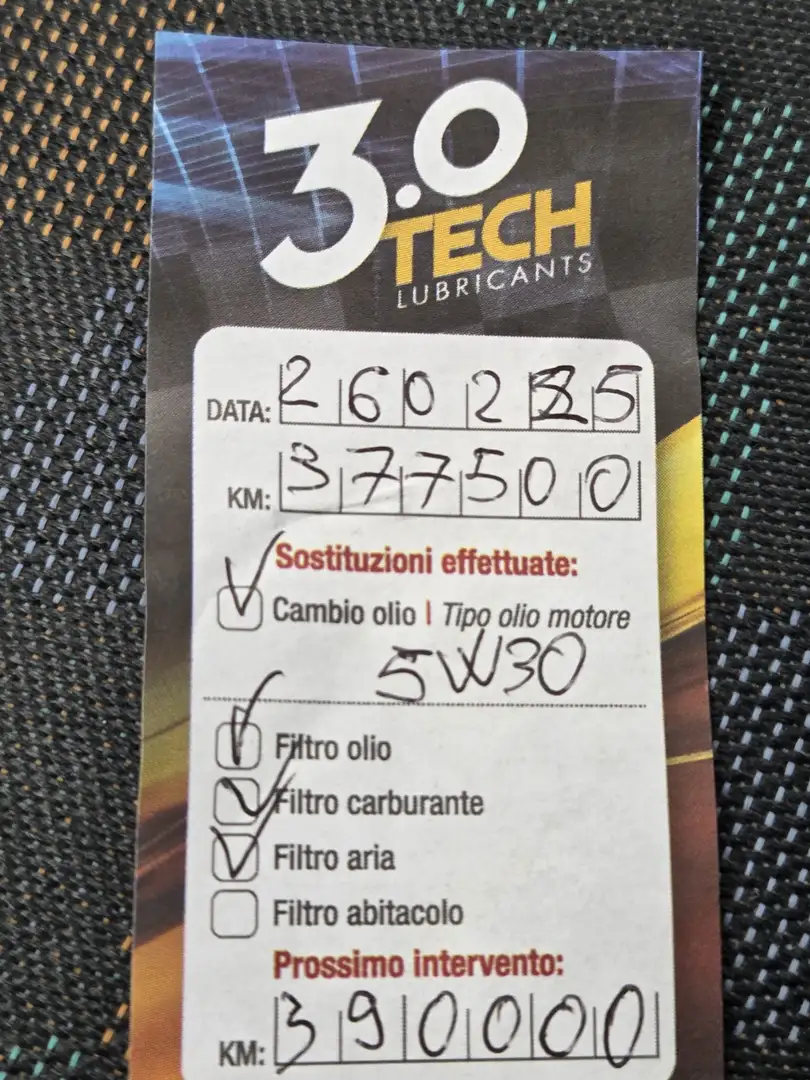 3.0
TECH
LUBRICANTS
DATA: 260225
KM: 377500
Sostituzioni effettuate:
Cambio olio | Tipo olio motore
5W30
Filtro olio
Filtro carburante
Filtro aria
Filtro abitacolo
Prossimo intervento:
KM: 390000